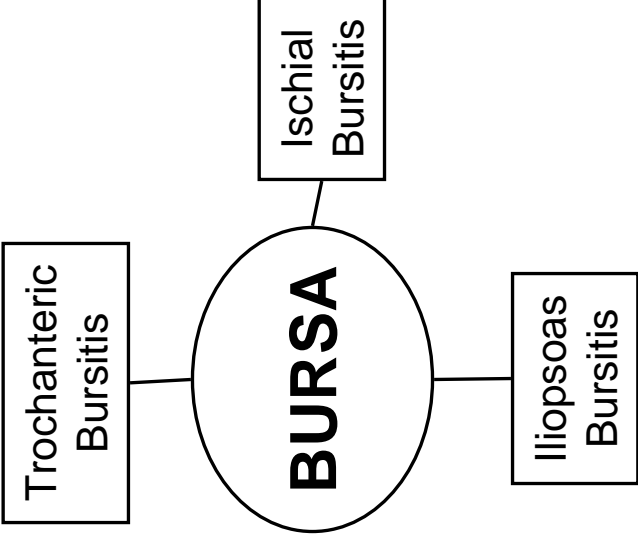 Trochanteric
Bursitis
BURSA
Ischial
Bursitis
Iliopsoas
Bursitis